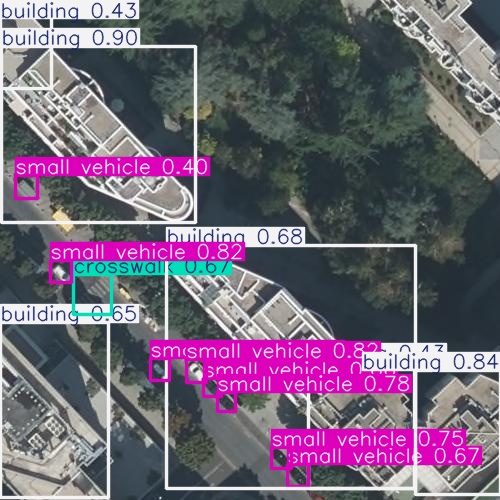 building 0.43
building 0.90
small vehicle 0.40
building 0.68
small vehicle 0.82
crosswalk 0.67
building 0.65
small vehicle 0.82
0.43
building 0.84
small vehicle
small vehicle 0.78
small vehicle 0.75
small vehicle 0.67